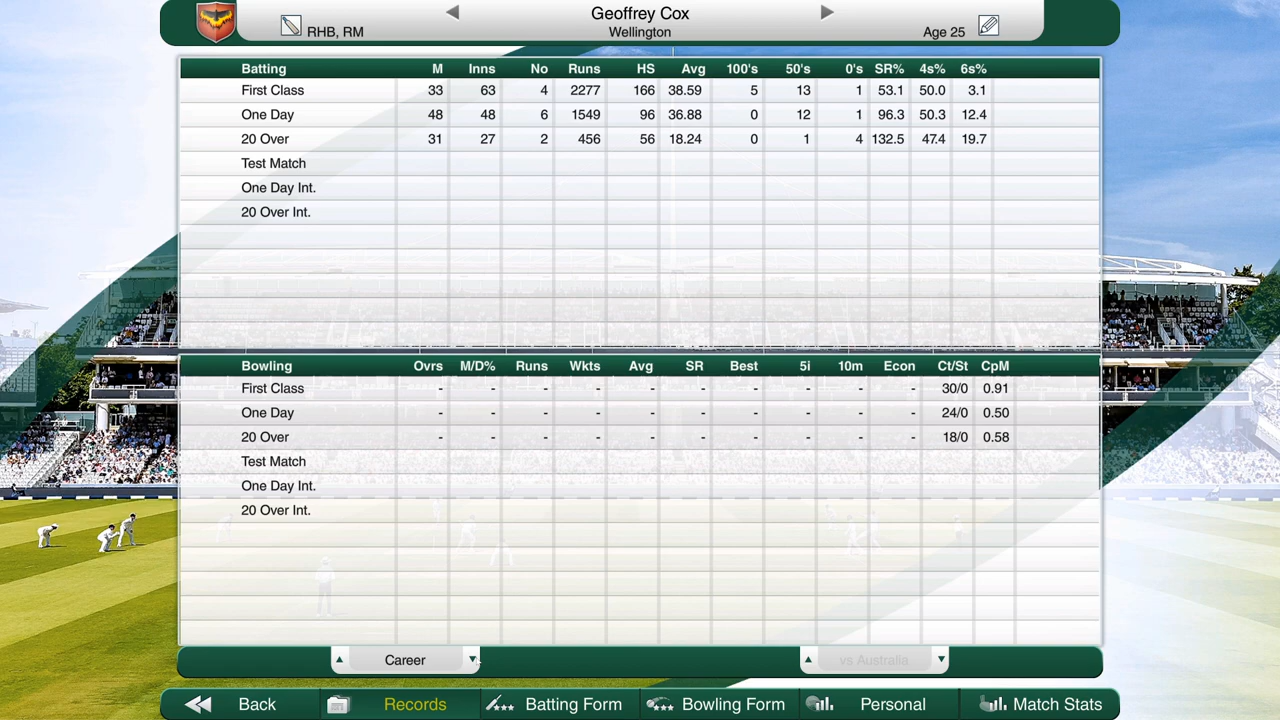 Geoffrey Cox
RHB, RM Wellington Age 25
Batting M Inns No Runs HS Avg 100's 50's 0's SR% 4s% 6s%
First Class 33 63 4 2277 166 38.59 5 13 1 53.1 50.0 3.1
One Day 48 48 6 1549 96 36.88 0 12 1 96.3 50.3 12.4
20 Over 31 27 2 456 56 18.24 0 1 4 132.5 47.4 19.7
Test Match
One Day Int.
20 Over Int.
Bowling Ovrs M/D% Runs Wkts Avg SR Best 5i 10m Econ Ct/St CpM
First Class - - - - - - - - - - 30/0 0.91
One Day - - - - - - - - - - 24/0 0.50
20 Over - - - - - - - - - - 18/0 0.58
Test Match
One Day Int.
20 Over Int.
Career vs Australia
Back Records Batting Form Bowling Form Personal Match Stats